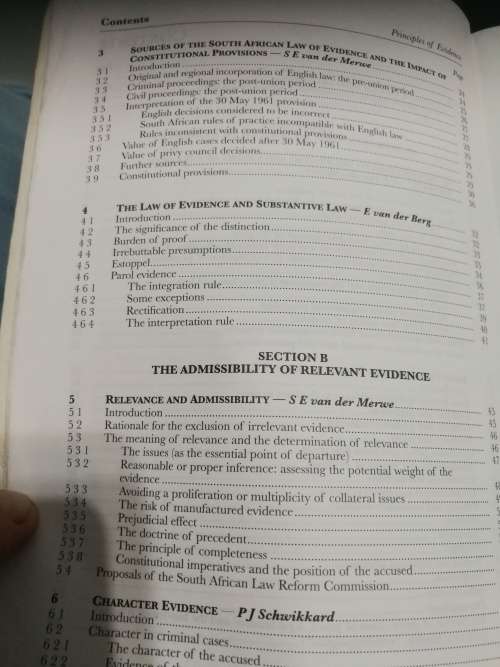 Contents
Principles of Evidence
Page
3 SOURCES OF THE SOUTH AFRICAN LAW OF EVIDENCE AND THE IMPACT OF
CONSTITUTIONAL PROVISIONS — S E van der Merwe
3 1 Introduction
3 2 Original and regional incorporation of English law: the pre-union period
3 3 Criminal proceedings: the post-union period
3 4 Civil proceedings: the post-union period
3 5 Interpretation of the 30 May 1961 provision
3 5 1 English decisions considered to be incorrect
3 5 2 South African rules of practice incompatible with English law
3 5 3 Rules inconsistent with constitutional provisions
3 6 Value of English cases decided after 30 May 1961
3 7 Value of privy council decisions
3 8 Further sources
3 9 Constitutional provisions
4 THE LAW OF EVIDENCE AND SUBSTANTIVE LAW — E van der Berg
4 1 Introduction
4 2 The significance of the distinction
4 3 Burden of proof
4 4 Irrebuttable presumptions
4 5 Estoppel
4 6 Parol evidence
4 6 1 The integration rule
4 6 2 Some exceptions
4 6 3 Rectification
4 6 4 The interpretation rule
SECTION B
THE ADMISSIBILITY OF RELEVANT EVIDENCE
5 RELEVANCE AND ADMISSIBILITY — S E van der Merwe
5 1 Introduction
5 2 Rationale for the exclusion of irrelevant evidence
5 3 The meaning of relevance and the determination of relevance
5 3 1 The issues (as the essential point of departure)
5 3 2 Reasonable or proper inference: assessing the potential weight of the
evidence
5 3 3 Avoiding a proliferation or multiplicity of collateral issues
5 3 4 The risk of manufactured evidence
5 3 5 Prejudicial effect
5 3 6 The doctrine of precedent
5 3 7 The principle of completeness
5 3 8 Constitutional imperatives and the position of the accused
5 4 Proposals of the South African Law Reform Commission
6 CHARACTER EVIDENCE — PJ Schwikkard
6 1 Introduction
6 2 Character in criminal cases
6 2 1 The character of the accused
6 2 2 Evidence of